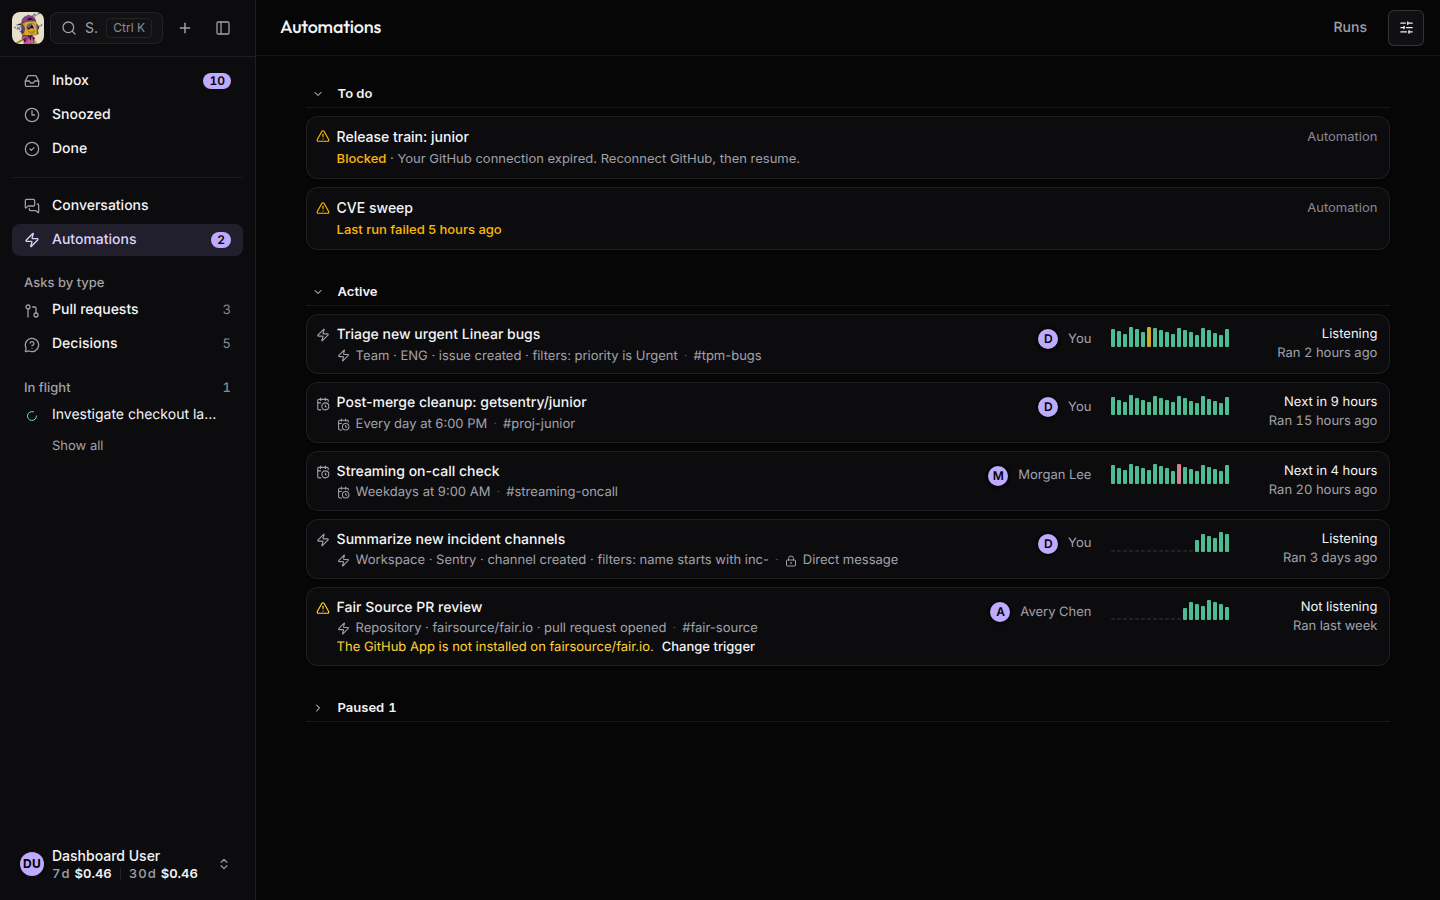 S. Ctrl K
Automations
Runs
Inbox 10
Snoozed
Done
Conversations
Automations 2
Asks by type
Pull requests 3
Decisions 5
In flight 1
Investigate checkout la...
Show all
Dashboard User
DU
7d $0.46 30d $0.46
To do
Release train: junior Automation
Blocked · Your GitHub connection expired. Reconnect GitHub, then resume.
CVE sweep Automation
Last run failed 5 hours ago
Active
Triage new urgent Linear bugs D You Listening
Team · ENG · issue created · filters: priority is Urgent · #tpm-bugs Ran 2 hours ago
Post-merge cleanup: getsentry/junior D You Next in 9 hours
Every day at 6:00 PM · #proj-junior Ran 15 hours ago
Streaming on-call check M Morgan Lee Next in 4 hours
Weekdays at 9:00 AM · #streaming-oncall Ran 20 hours ago
Summarize new incident channels D You Listening
Workspace · Sentry · channel created · filters: name starts with inc- · Direct message Ran 3 days ago
Fair Source PR review A Avery Chen Not listening
Repository · fairsource/fair.io · pull request opened · #fair-source Ran last week
The GitHub App is not installed on fairsource/fair.io. Change trigger
Paused 1